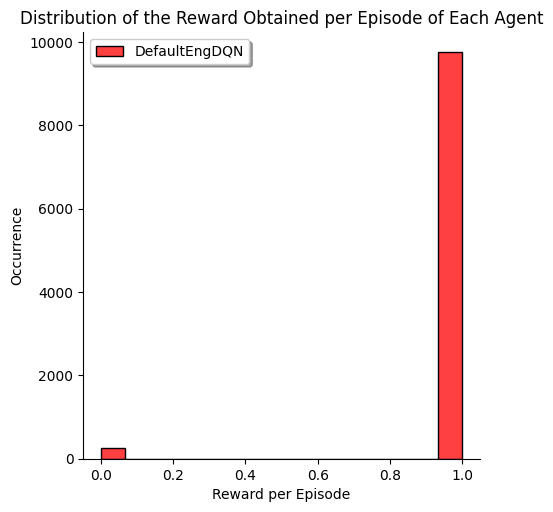 Distribution of the Reward Obtained per Episode of Each Agent
DefaultEngDQN
10000
8000
6000
4000
2000
0
Occurrence
0.0 0.2 0.4 0.6 0.8 1.0
Reward per Episode